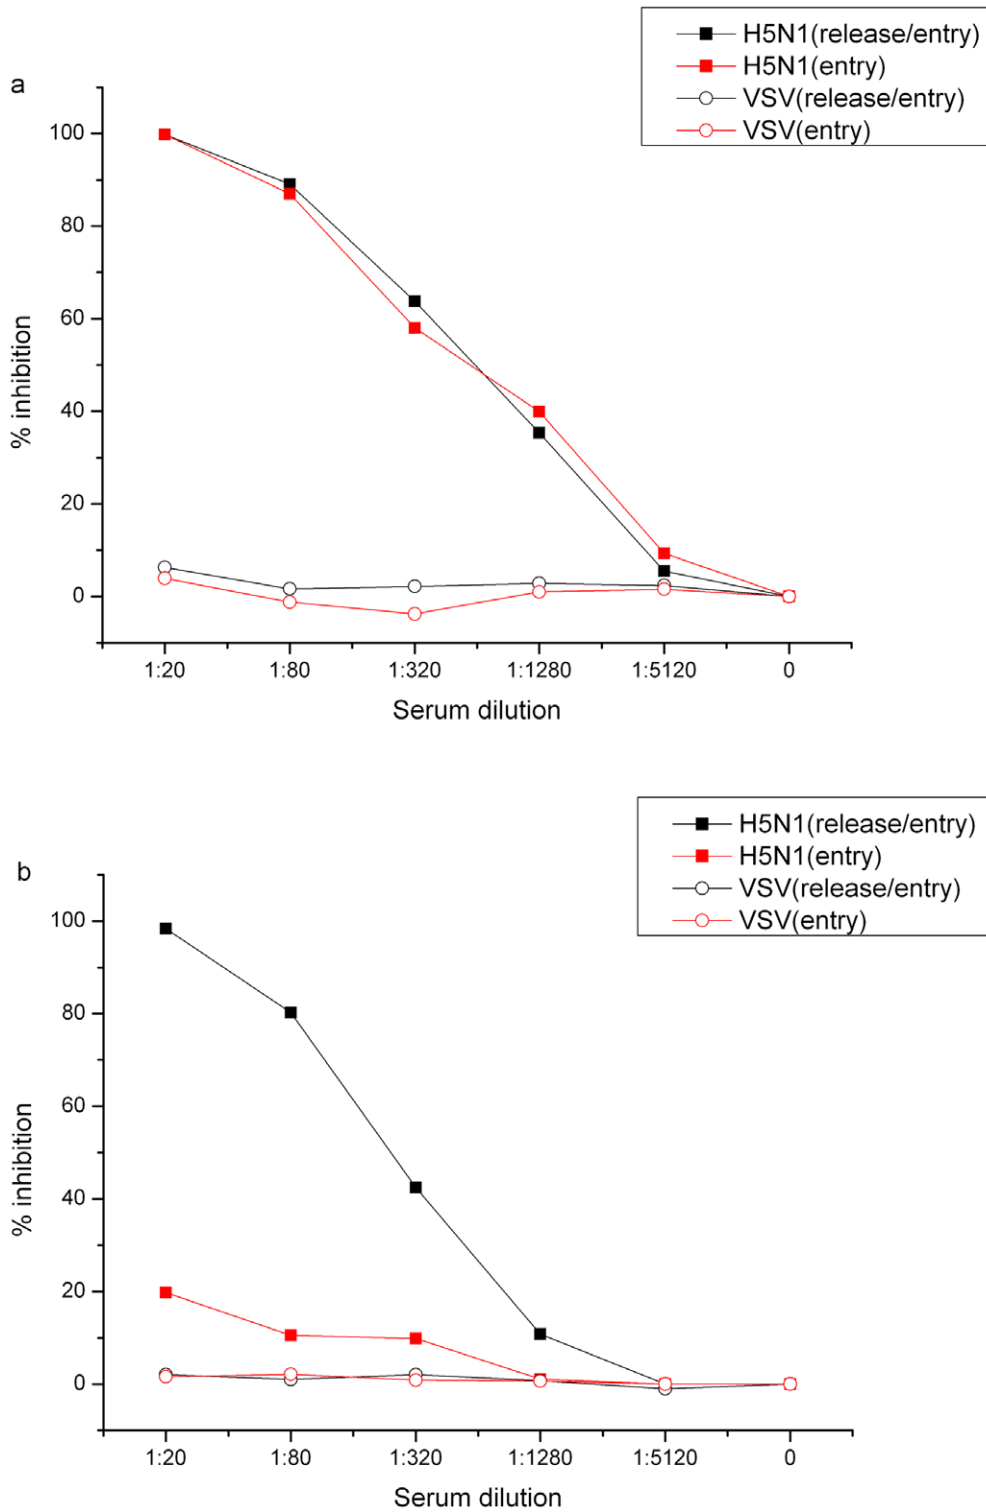 H5N1(release/entry)
H5N1(entry)
VSV(release/entry)
VSV(entry)
a
100
80
60
40
20
0
% inhibition
1:20 1:80 1:320 1:1280 1:5120 0
Serum dilution
H5N1(release/entry)
H5N1(entry)
VSV(release/entry)
VSV(entry)
b
100
80
60
40
20
0
% inhibition
1:20 1:80 1:320 1:1280 1:5120 0
Serum dilution